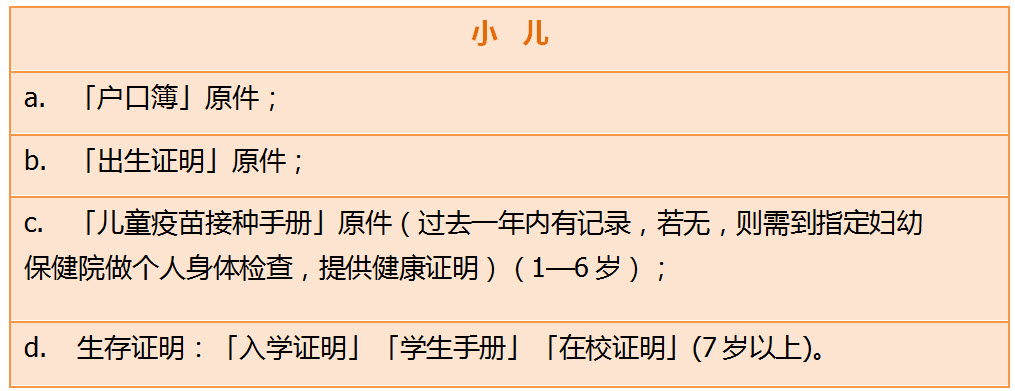 小 儿
a. 「户口簿」原件；
b. 「出生证明」原件；
c. 「儿童疫苗接种手册」原件（过去一年内有记录，若无，则需到指定妇幼
保健院做个人身体检查，提供健康证明）（1—6 岁）；
d. 生存证明：「入学证明」「学生手册」「在校证明」(7 岁以上)。